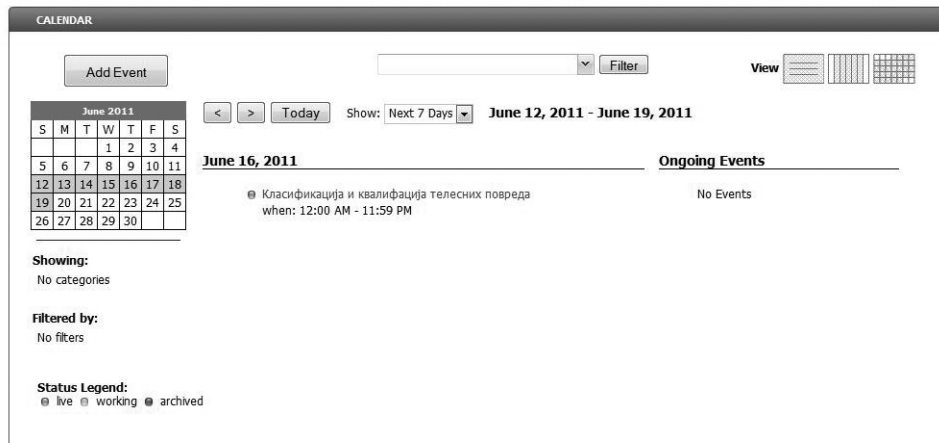 CALENDAR
Add Event
Filter
View
June 2011
S M T W T F S
1 2 3 4
5 6 7 8 9 10 11
12 13 14 15 16 17 18
19 20 21 22 23 24 25
26 27 28 29 30
< > Today Show: Next 7 Days June 12, 2011 - June 19, 2011
June 16, 2011
Класификација и квалифација телесних повреда
when: 12:00 AM - 11:59 PM
Ongoing Events
No Events
Showing:
No categories
Filtered by:
No filters
Status Legend:
live working archived